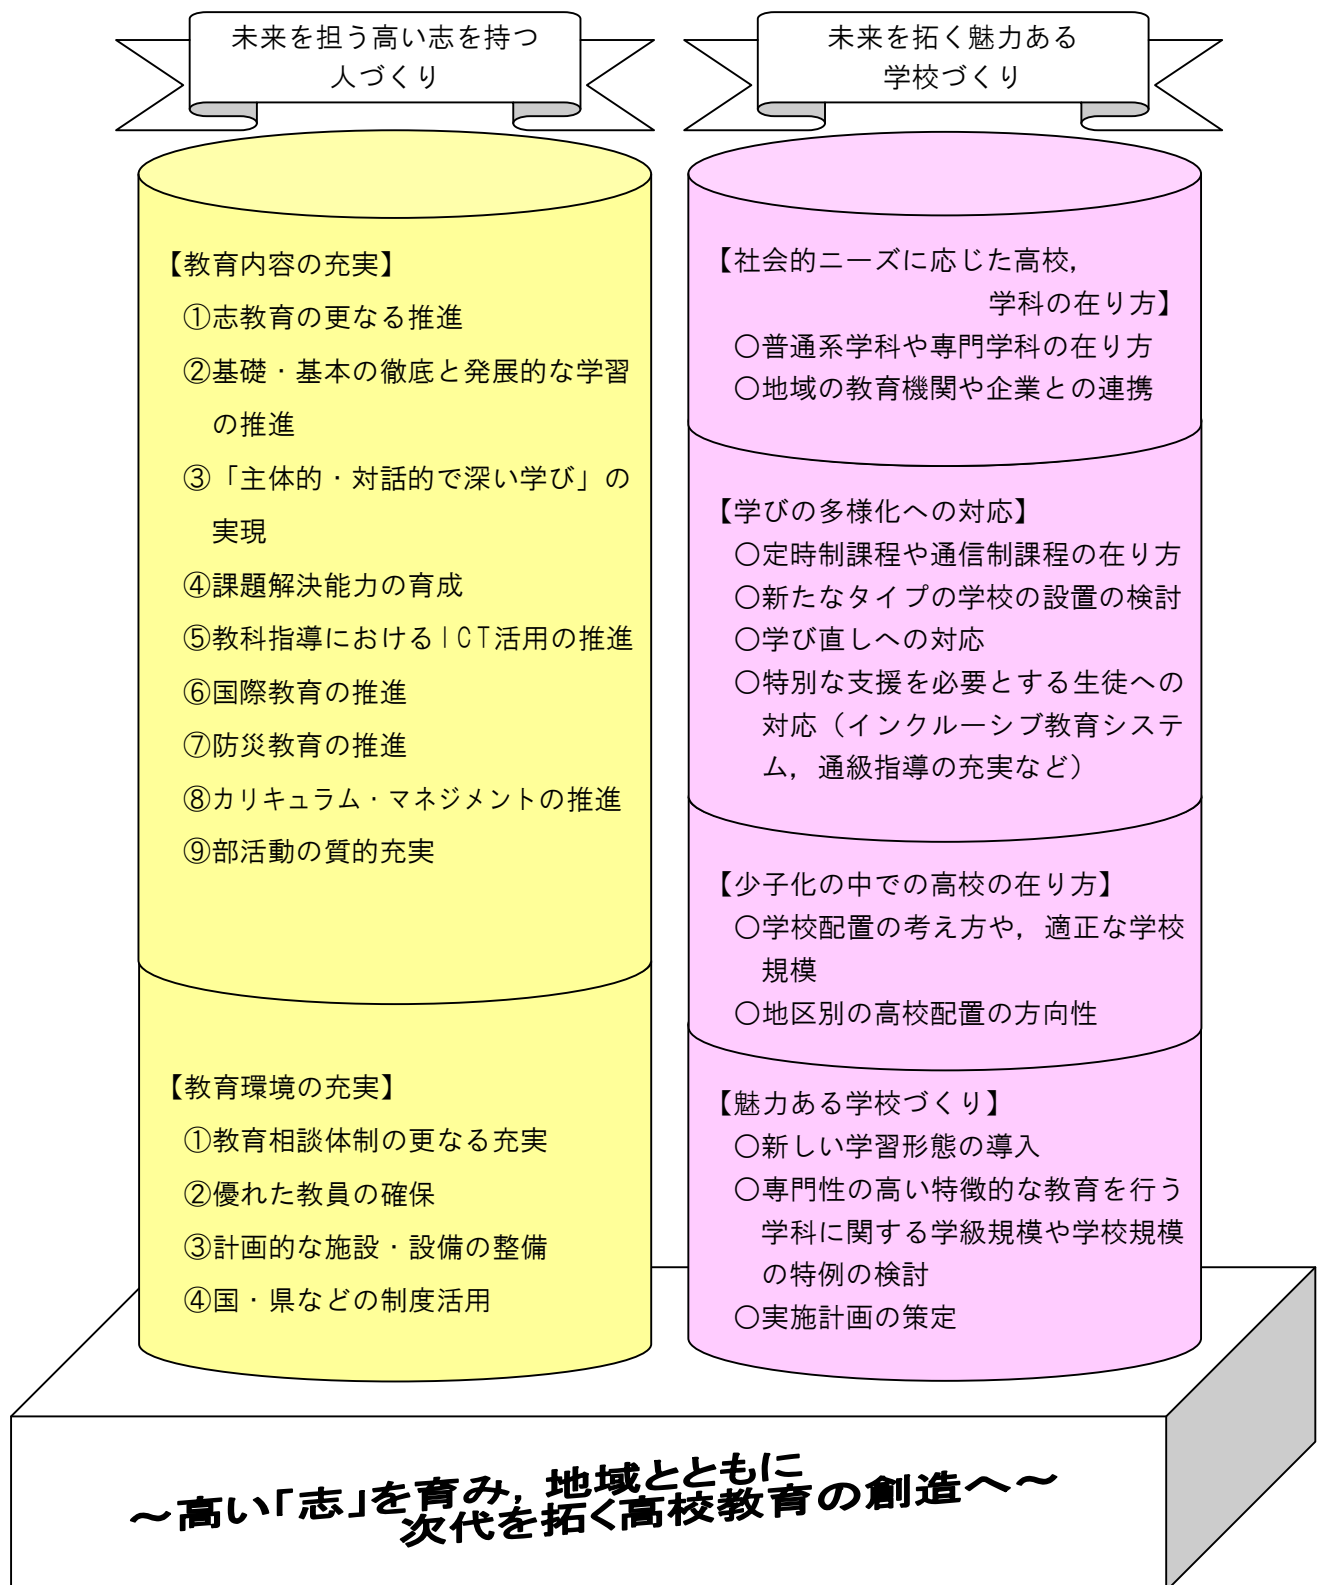 未来を担う高い志を持つ
人づくり
【教育内容の充実】
①志教育の更なる推進
②基礎・基本の徹底と発展的な学習
の推進
③「主体的・対話的で深い学び」の
実現
④課題解決能力の育成
⑤教科指導におけるICT活用の推進
⑥国際教育の推進
⑦防災教育の推進
⑧カリキュラム・マネジメントの推進
⑨部活動の質的充実
【教育環境の充実】
①教育相談体制の更なる充実
②優れた教員の確保
③計画的な施設・設備の整備
④国・県などの制度活用
未来を拓く魅力ある
学校づくり
【社会的ニーズに応じた高校，
学科の在り方】
〇普通系学科や専門学科の在り方
〇地域の教育機関や企業との連携
【学びの多様化への対応】
〇定時制課程や通信制課程の在り方
〇新たなタイプの学校の設置の検討
〇学び直しへの対応
〇特別な支援を必要とする生徒への
対応（インクルーシブ教育システ
ム，通級指導の充実など）
【少子化の中での高校の在り方】
〇学校配置の考え方や，適正な学校
規模
〇地区別の高校配置の方向性
【魅力ある学校づくり】
〇新しい学習形態の導入
〇専門性の高い特徴的な教育を行う
学科に関する学級規模や学校規模
の特例の検討
〇実施計画の策定
～高い「志」を育み，地域とともに
次代を拓く高校教育の創造へ～